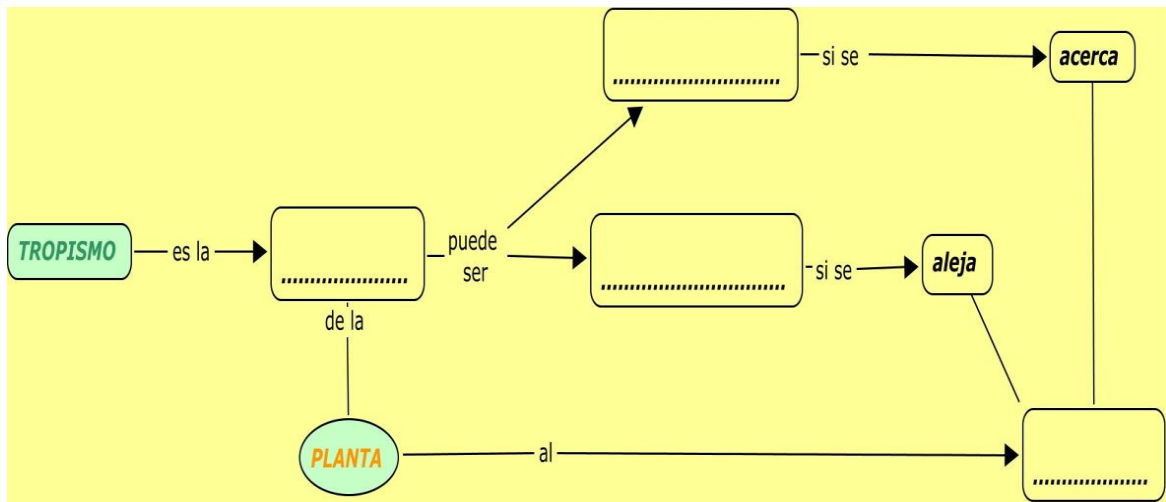 si se
acerca
TROPISMO
es la
puede
ser
si se
aleja
de la
PLANTA
al